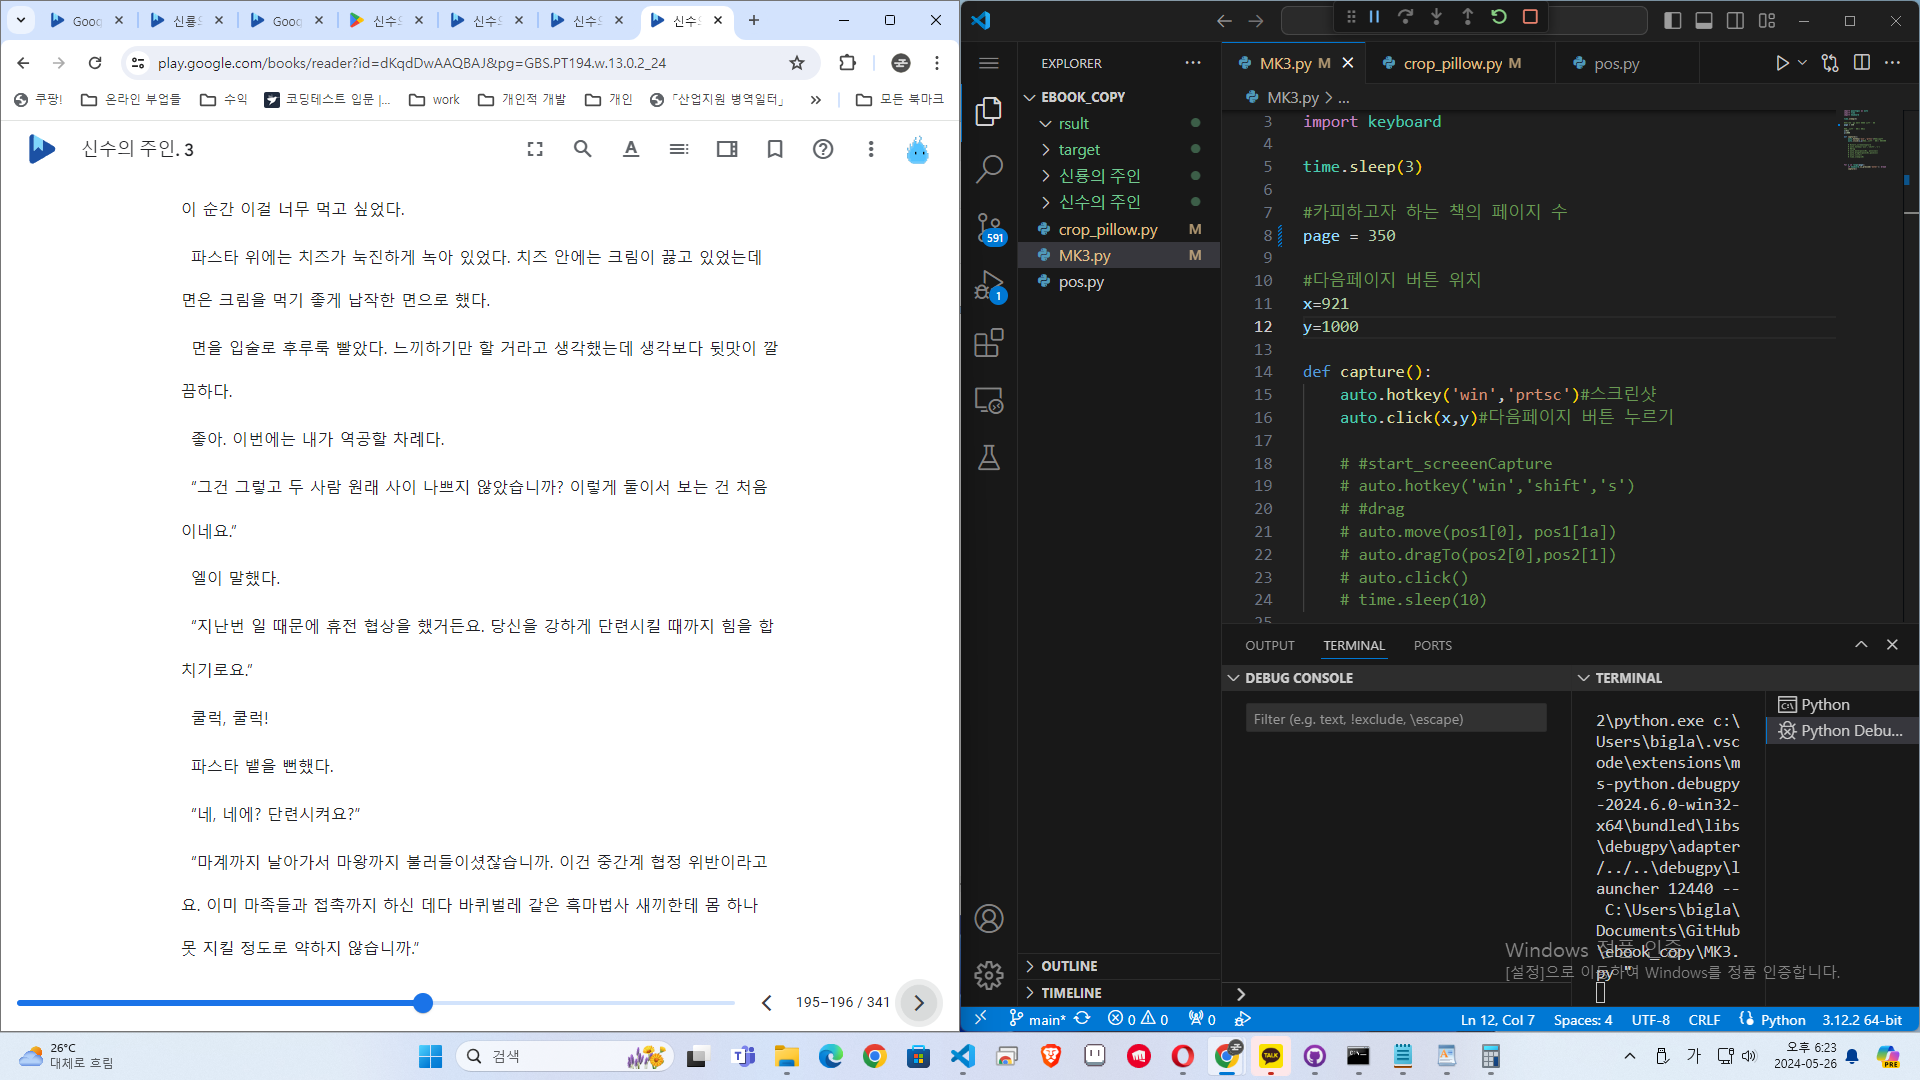 Goog
신룡으
Goog
신수으
신수으
신수으
신수으
play.google.com/books/reader?id=dKqdDwAAQBAJ&pg=GBS.PT194.w.13.0.2_24
쿠팡!
온라인 부업들
수익
코딩테스트 입문 |...
work
개인적 개발
개인
「산업지원 병역일터」
»
모든 북마크
신수의 주인. 3
이 순간 이걸 너무 먹고 싶었다.
파스타 위에는 치즈가 눅진하게 녹아 있었다. 치즈 안에는 크림이 끓고 있었는데
면은 크림을 먹기 좋게 납작한 면으로 했다.
면을 입술로 후루룩 빨았다. 느끼하기만 할 거라고 생각했는데 생각보다 뒷맛이 깔
끔하다.
좋아. 이번에는 내가 역공할 차례다.
“그건 그렇고 두 사람 원래 사이 나쁘지 않았습니까? 이렇게 둘이서 보는 건 처음
이네요.”
엘이 말했다.
“지난번 일 때문에 휴전 협상을 했거든요. 당신을 강하게 단련시킬 때까지 힘을 합
치기로요.”
쿨럭, 쿨럭!
파스타 뱉을 뻔했다.
“네, 네에? 단련시켜요?”
“마계까지 날아가서 마왕까지 불러들이셨잖습니까. 이건 중간계 협정 위반이라고
요. 이미 마족들과 접촉까지 하신 데다 바퀴벌레 같은 흑마법사 새끼한테 몸 하나
못 지킬 정도로 약하지 않습니까.”
195–196 / 341
EXPLORER
EBOOK_COPY
rsult
target
신룡의 주인
신수의 주인
crop_pillow.py M
MK3.py M
pos.py
591
1
OUTLINE
TIMELINE
MK3.py M
crop_pillow.py M
pos.py
MK3.py > ...
3 import keyboard
4
5 time.sleep(3)
6
7 #카피하고자 하는 책의 페이지 수
8 page = 350
9
10 #다음페이지 버튼 위치
11 x=921
12 y=1000
13
14 def capture():
15 auto.hotkey('win','prtsc')#스크린샷
16 auto.click(x,y)#다음페이지 버튼 누르기
17
18 # #start_screeenCapture
19 # auto.hotkey('win','shift','s')
20 # #drag
21 # auto.move(pos1[0], pos1[1a])
22 # auto.dragTo(pos2[0],pos2[1])
23 # auto.click()
24 # time.sleep(10)
25
OUTPUT
TERMINAL
PORTS
DEBUG CONSOLE
Filter (e.g. text, !exclude, \escape)
TERMINAL
2\python.exe c:\
Users\bigla\.vsc
ode\extensions\m
s-python.debugpy
-2024.6.0-win32-
x64\bundled\libs
\debugpy\adapter
/../..\debugpy\l
auncher 12440 --
C:\Users\bigla\
Documents\GitHub
\ebook_copy\MK3.
py "
Python
Python Debu...
Windows 정품 인증
[설정]으로 이동하여 Windows를 정품 인증합니다.
main*
0
0
0
Ln 12, Col 7
Spaces: 4
UTF-8
CRLF
Python
3.12.2 64-bit
26°C
대체로 흐림
검색
TALK
가
오후 6:23
2024-05-26
PRE